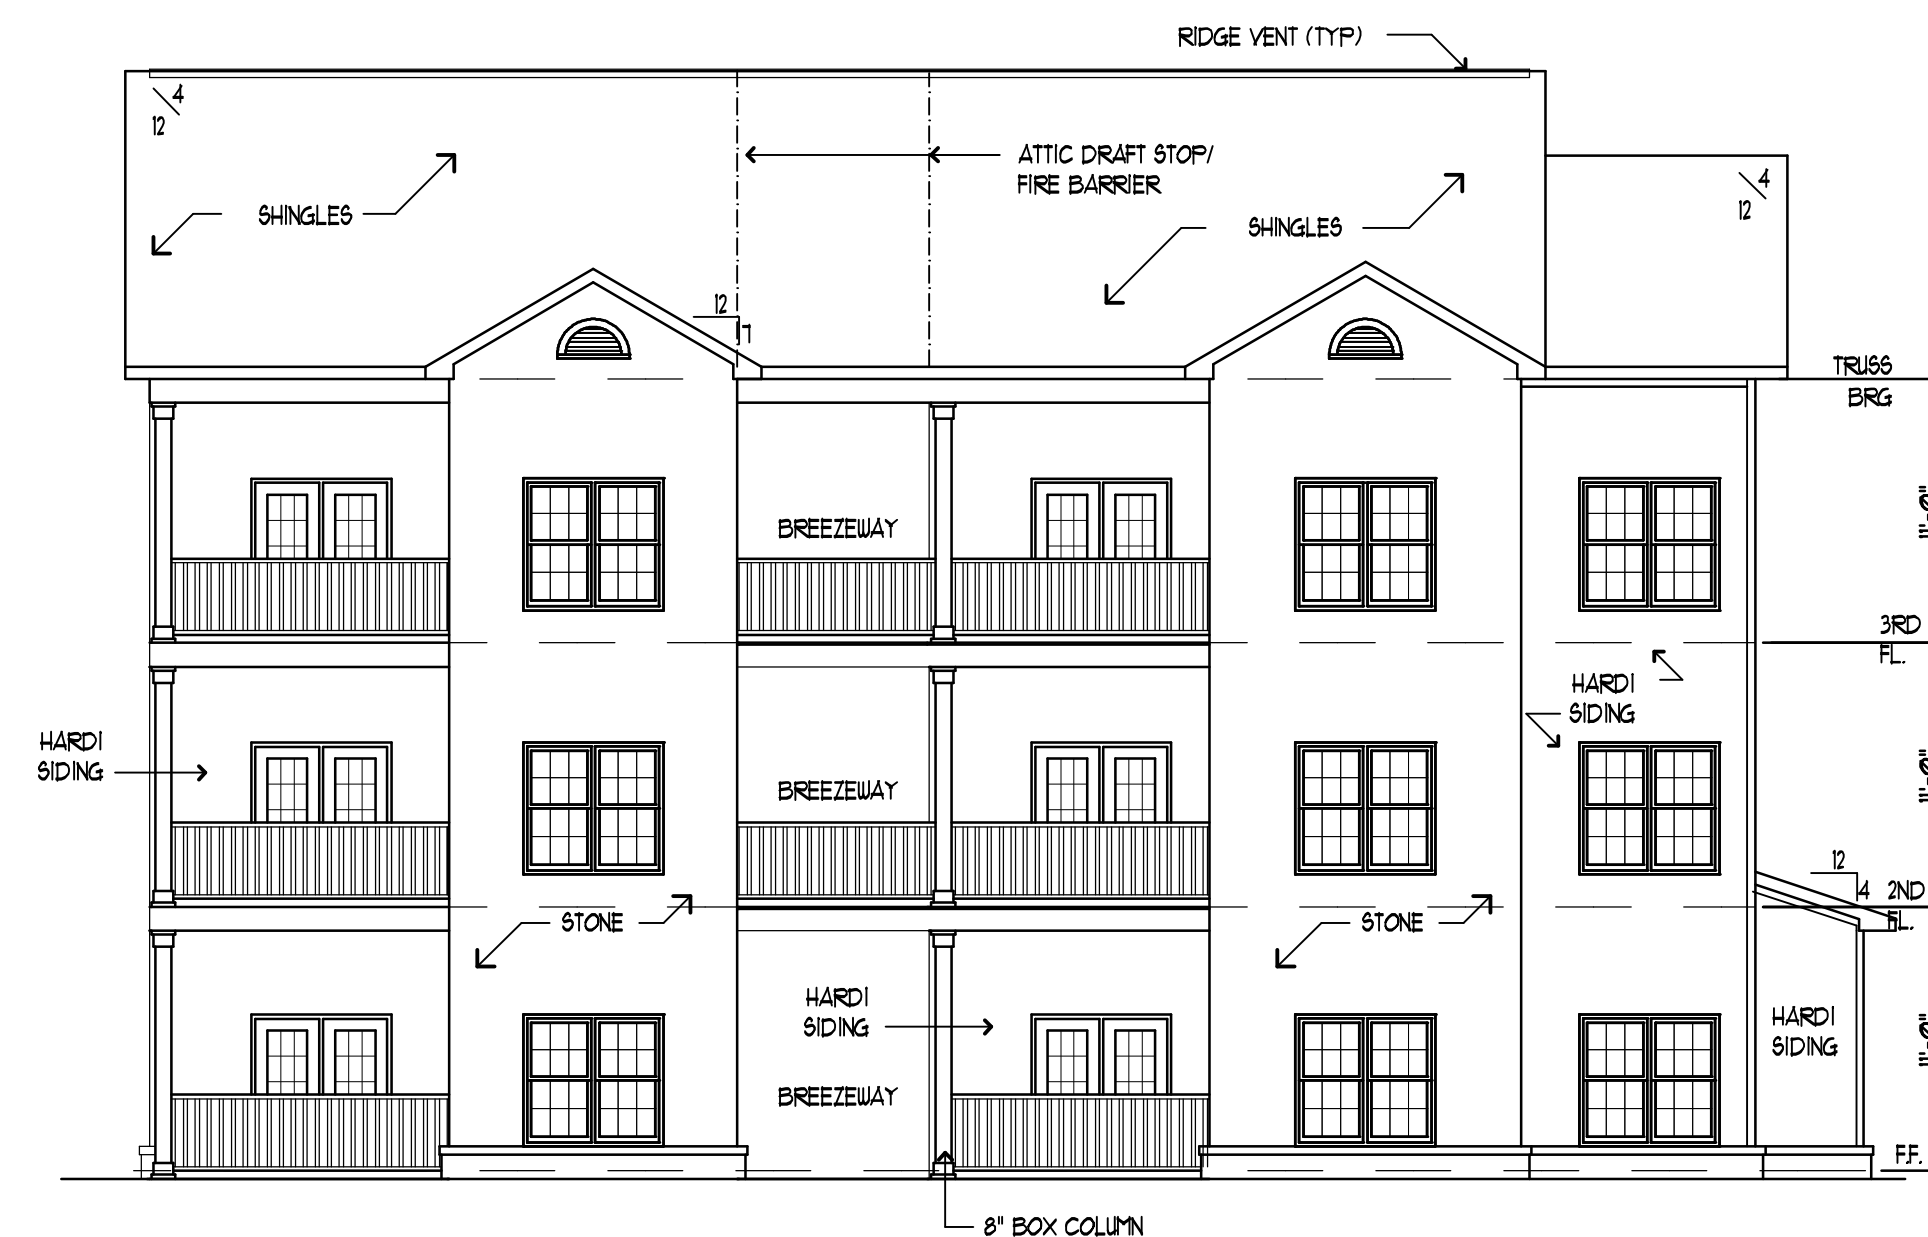 RIDGE VENT (TYP)
4
12
ATTIC DRAFT STOP/
FIRE BARRIER
4
12
SHINGLES
SHINGLES
12
7
TRUSS
BRG
BREEZEWAY
3RD
FL.
HARDI
SIDING
HARDI
SIDING
BREEZEWAY
12
4
2ND
FL.
STONE
STONE
HARDI
SIDING
HARDI
SIDING
BREEZEWAY
F.F.
8" BOX COLUMN